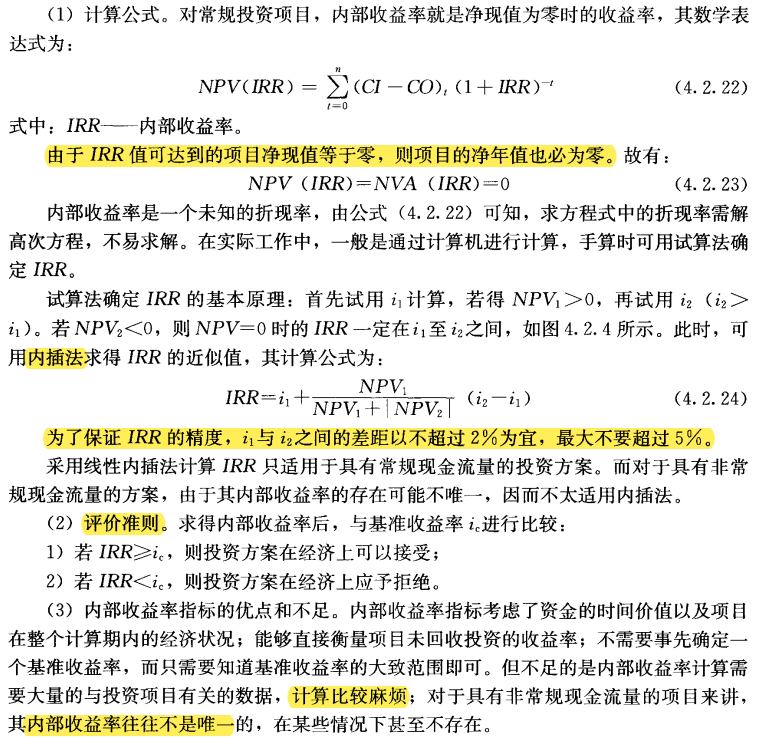 （1）计算公式。对常规投资项目，内部收益率就是净现值为零时的收益率，其数学表
达式为：
NPV(IRR) = \sum_{t=0}^{n}(CI-CO)_t (1+IRR)^{-t} （4.2.22）
式中：IRR——内部收益率。
由于 IRR 值可达到的项目净现值等于零，则项目的净年值也必为零。故有：
NPV（IRR）=NVA（IRR）=0 （4.2.23）
内部收益率是一个未知的折现率，由公式（4.2.22）可知，求方程式中的折现率需解
高次方程，不易求解。在实际工作中，一般是通过计算机进行计算，手算时可用试算法确
定 IRR。
试算法确定 IRR 的基本原理：首先试用 i₁ 计算，若得 NPV₁>0，再试用 i₂（i₂>
i₁）。若 NPV₂<0，则 NPV=0 时的 IRR 一定在 i₁ 至 i₂ 之间，如图 4.2.4 所示。此时，可
用内插法求得 IRR 的近似值，其计算公式为：
IRR=i₁+\frac{NPV₁}{NPV₁+|NPV₂|}（i₂-i₁） （4.2.24）
为了保证 IRR 的精度，i₁ 与 i₂ 之间的差距以不超过 2%为宜，最大不要超过 5%。
采用线性内插法计算 IRR 只适用于具有常规现金流量的投资方案。而对于具有非常
规现金流量的方案，由于其内部收益率的存在可能不唯一，因而不太适用内插法。
（2）评价准则。求得内部收益率后，与基准收益率 i_c 进行比较：
1）若 IRR≥i_c，则投资方案在经济上可以接受；
2）若 IRR<i_c，则投资方案在经济上应予拒绝。
（3）内部收益率指标的优点和不足。内部收益率指标考虑了资金的时间价值以及项目
在整个计算期内的经济状况；能够直接衡量项目未回收投资的收益率；不需要事先确定一
个基准收益率，而只需要知道基准收益率的大致范围即可。但不足的是内部收益率计算需
要大量的与投资项目有关的数据，计算比较麻烦；对于具有非常规现金流量的项目来讲，
其内部收益率往往不是唯一的，在某些情况下甚至不存在。